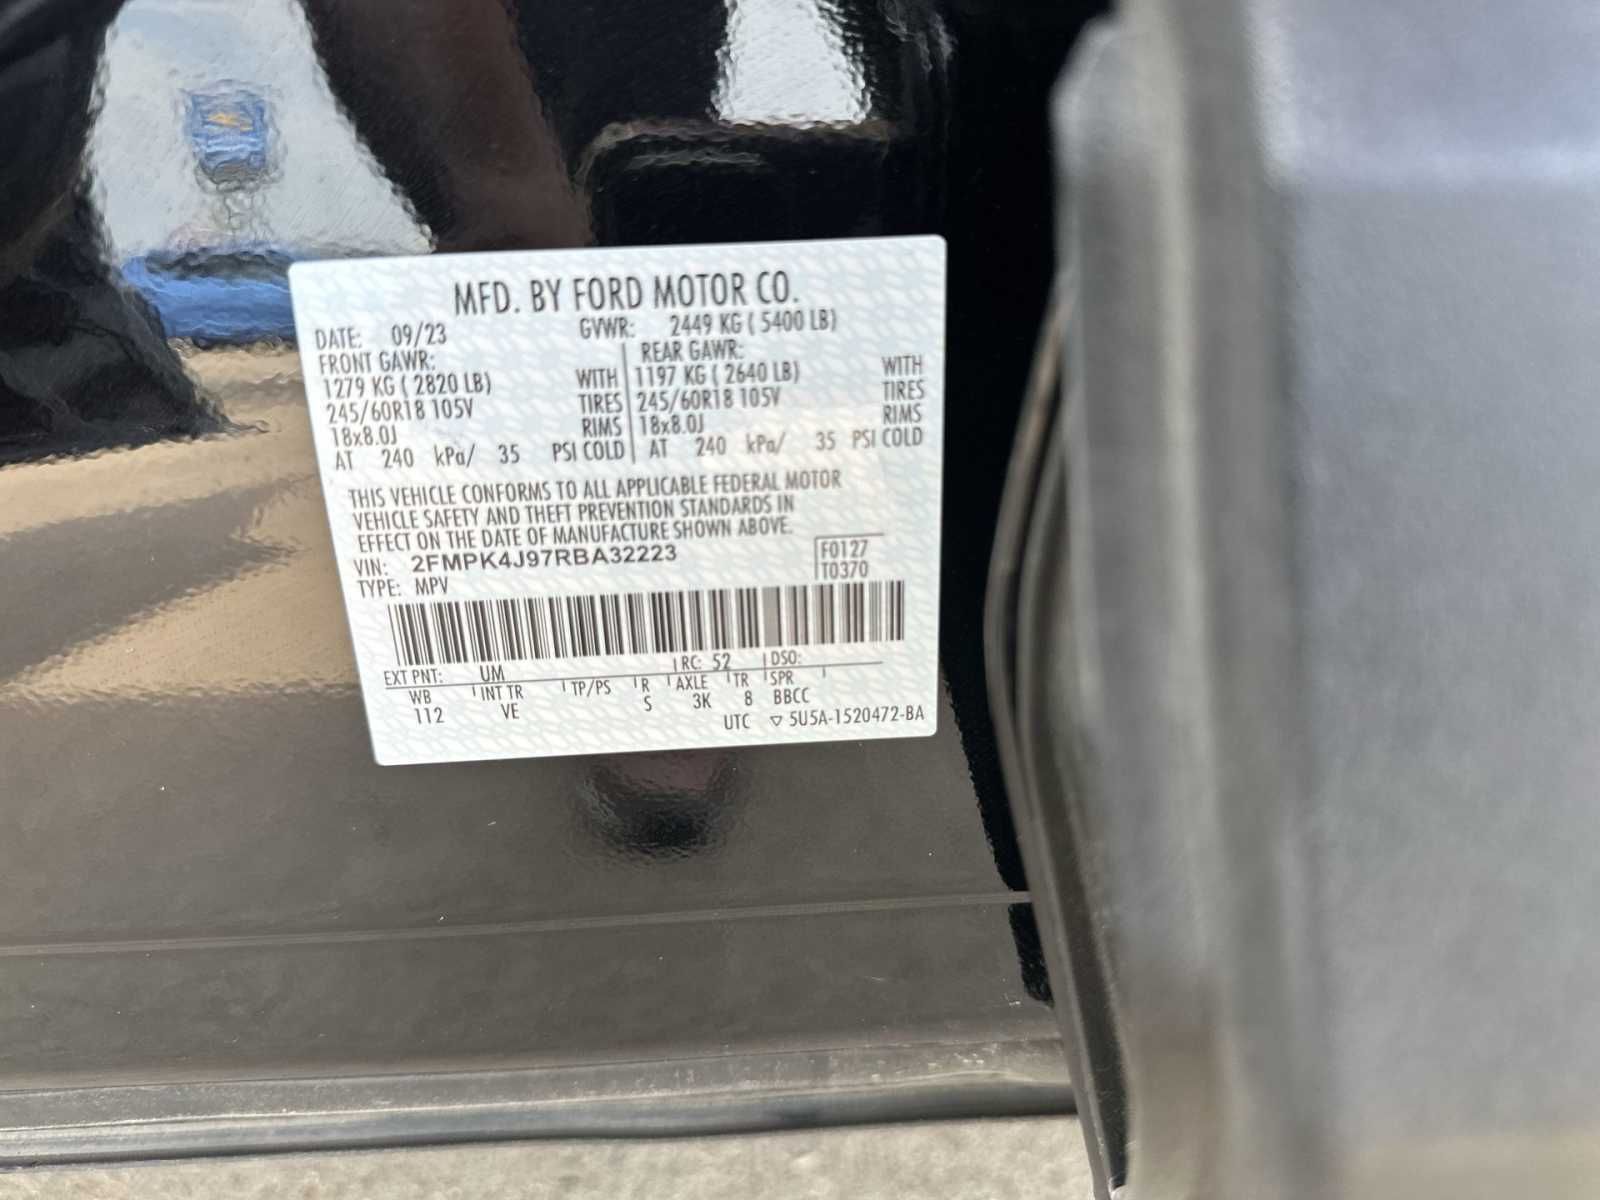 MFD. BY FORD MOTOR CO.
DATE: 09/23 GVWR: 2449 KG ( 5400 LB)
FRONT GAWR: REAR GAWR:
1279 KG ( 2820 LB) WITH 1197 KG ( 2640 LB) WITH
245/60R18 105V TIRES 245/60R18 105V TIRES
18x8.0J RIMS 18x8.0J RIMS
AT 240 kPa/ 35 PSI COLD AT 240 kPa/ 35 PSI COLD
THIS VEHICLE CONFORMS TO ALL APPLICABLE FEDERAL MOTOR
VEHICLE SAFETY AND THEFT PREVENTION STANDARDS IN
EFFECT ON THE DATE OF MANUFACTURE SHOWN ABOVE.
VIN: 2FMPK4J97RBA32223 F0127
TYPE: MPV T0370
EXT PNT: UM RC: 52 DSO:
WB INT TR TP/PS R AXLE TR SPR
112 VE S 3K 8 BBCC
UTC ▽ 5U5A-1520472-BA